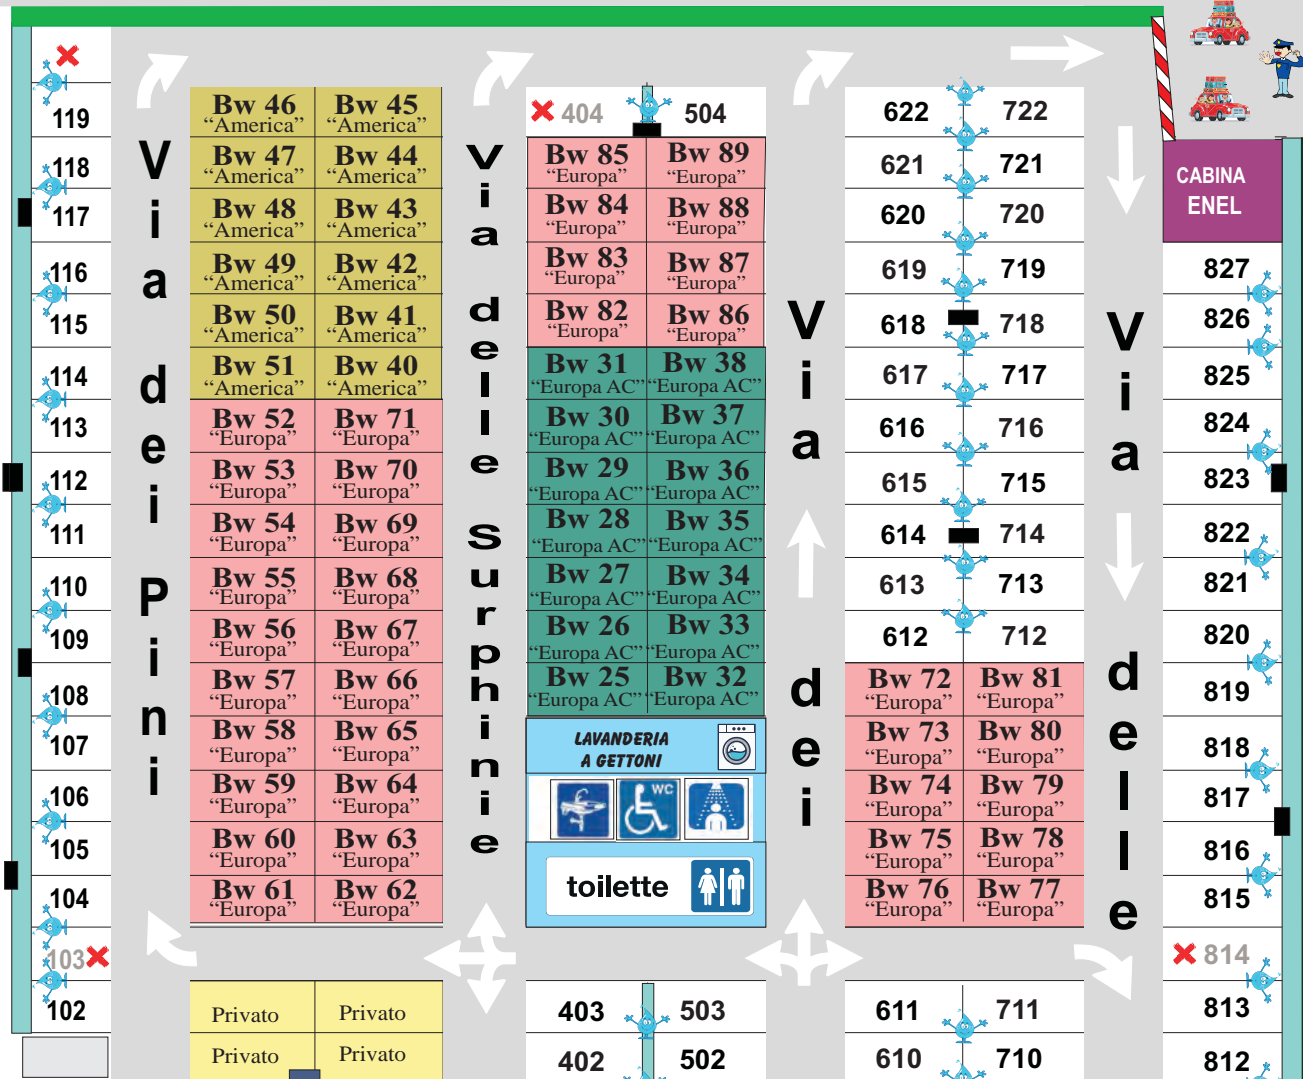 119
118
117
116
115
114
113
112
111
110
109
108
107
106
105
104
103
102
Via dei Pini
Bw 46 Bw 45
“America” “America”
Bw 47 Bw 44
“America” “America”
Bw 48 Bw 43
“America” “America”
Bw 49 Bw 42
“America” “America”
Bw 50 Bw 41
“America” “America”
Bw 51 Bw 40
“America” “America”
Bw 52 Bw 71
“Europa” “Europa”
Bw 53 Bw 70
“Europa” “Europa”
Bw 54 Bw 69
“Europa” “Europa”
Bw 55 Bw 68
“Europa” “Europa”
Bw 56 Bw 67
“Europa” “Europa”
Bw 57 Bw 66
“Europa” “Europa”
Bw 58 Bw 65
“Europa” “Europa”
Bw 59 Bw 64
“Europa” “Europa”
Bw 60 Bw 63
“Europa” “Europa”
Bw 61 Bw 62
“Europa” “Europa”
Privato Privato
Privato Privato
Via delle Surphinie
404 504
Bw 85 Bw 89
“Europa” “Europa”
Bw 84 Bw 88
“Europa” “Europa”
Bw 83 Bw 87
“Europa” “Europa”
Bw 82 Bw 86
“Europa” “Europa”
Bw 31 Bw 38
“Europa AC” “Europa AC”
Bw 30 Bw 37
“Europa AC” “Europa AC”
Bw 29 Bw 36
“Europa AC” “Europa AC”
Bw 28 Bw 35
“Europa AC” “Europa AC”
Bw 27 Bw 34
“Europa AC” “Europa AC”
Bw 26 Bw 33
“Europa AC” “Europa AC”
Bw 25 Bw 32
“Europa AC” “Europa AC”
LAVANDERIA
A GETTONI
WC
toilette
403 503
402 502
Via dei
622 722
621 721
620 720
619 719
618 718
617 717
616 716
615 715
614 714
613 713
612 712
Bw 72 Bw 81
“Europa” “Europa”
Bw 73 Bw 80
“Europa” “Europa”
Bw 74 Bw 79
“Europa” “Europa”
Bw 75 Bw 78
“Europa” “Europa”
Bw 76 Bw 77
“Europa” “Europa”
611 711
610 710
Via delle
CABINA
ENEL
827
826
825
824
823
822
821
820
819
818
817
816
815
814
813
812